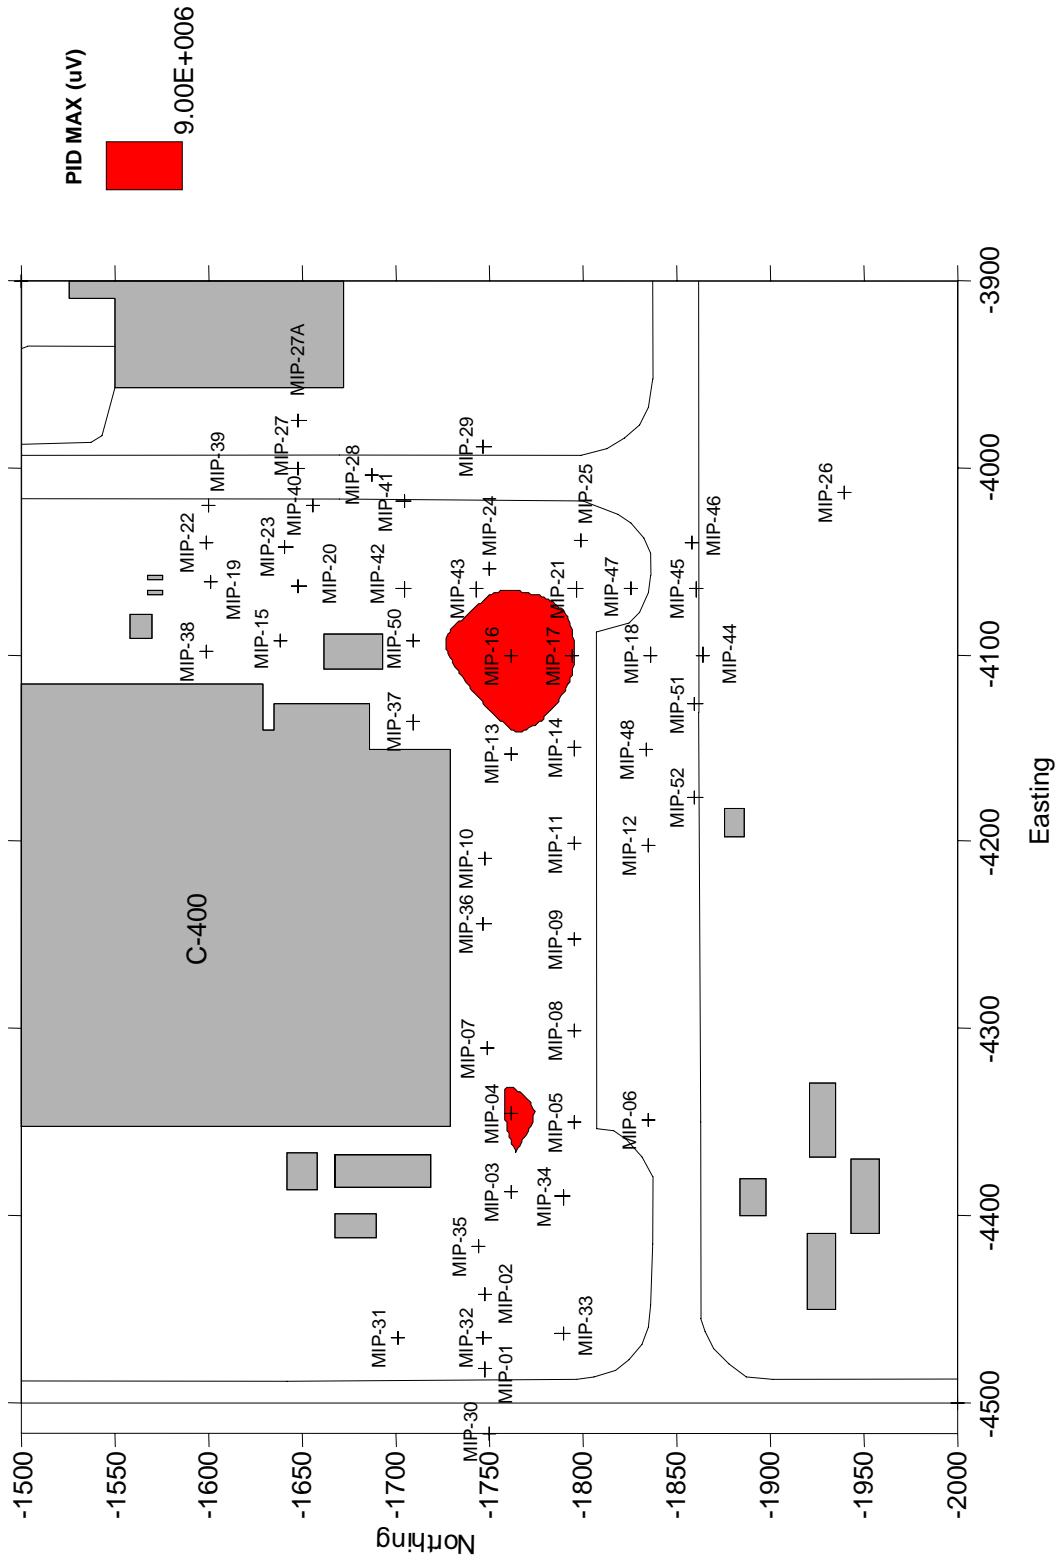 PID MAX (uV)
9.00E+006
-1500
-1550
-1600
-1650
-1700
-1750
-1800
-1850
-1900
-1950
-2000
Northing
-4500
-4400
-4300
-4200
-4100
-4000
-3900
Easting
C-400
MIP-38
MIP-22
MIP-39
MIP-19
MIP-15
MIP-23
MIP-40
MIP-27
MIP-27A
MIP-20
MIP-28
MIP-42
MIP-41
MIP-50
MIP-37
MIP-31
MIP-30
MIP-01
MIP-32
MIP-02
MIP-35
MIP-03
MIP-04
MIP-07
MIP-36
MIP-10
MIP-13
MIP-16
MIP-43
MIP-24
MIP-29
MIP-33
MIP-34
MIP-05
MIP-08
MIP-09
MIP-11
MIP-14
MIP-17
MIP-21
MIP-25
MIP-06
MIP-12
MIP-48
MIP-18
MIP-47
MIP-52
MIP-51
MIP-44
MIP-45
MIP-46
MIP-26